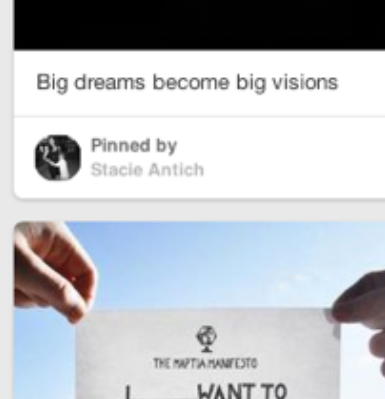 Big dreams become big visions
Pinned by
Stacie Antich
THE MAPTIA MANIFESTO
I WANT TO